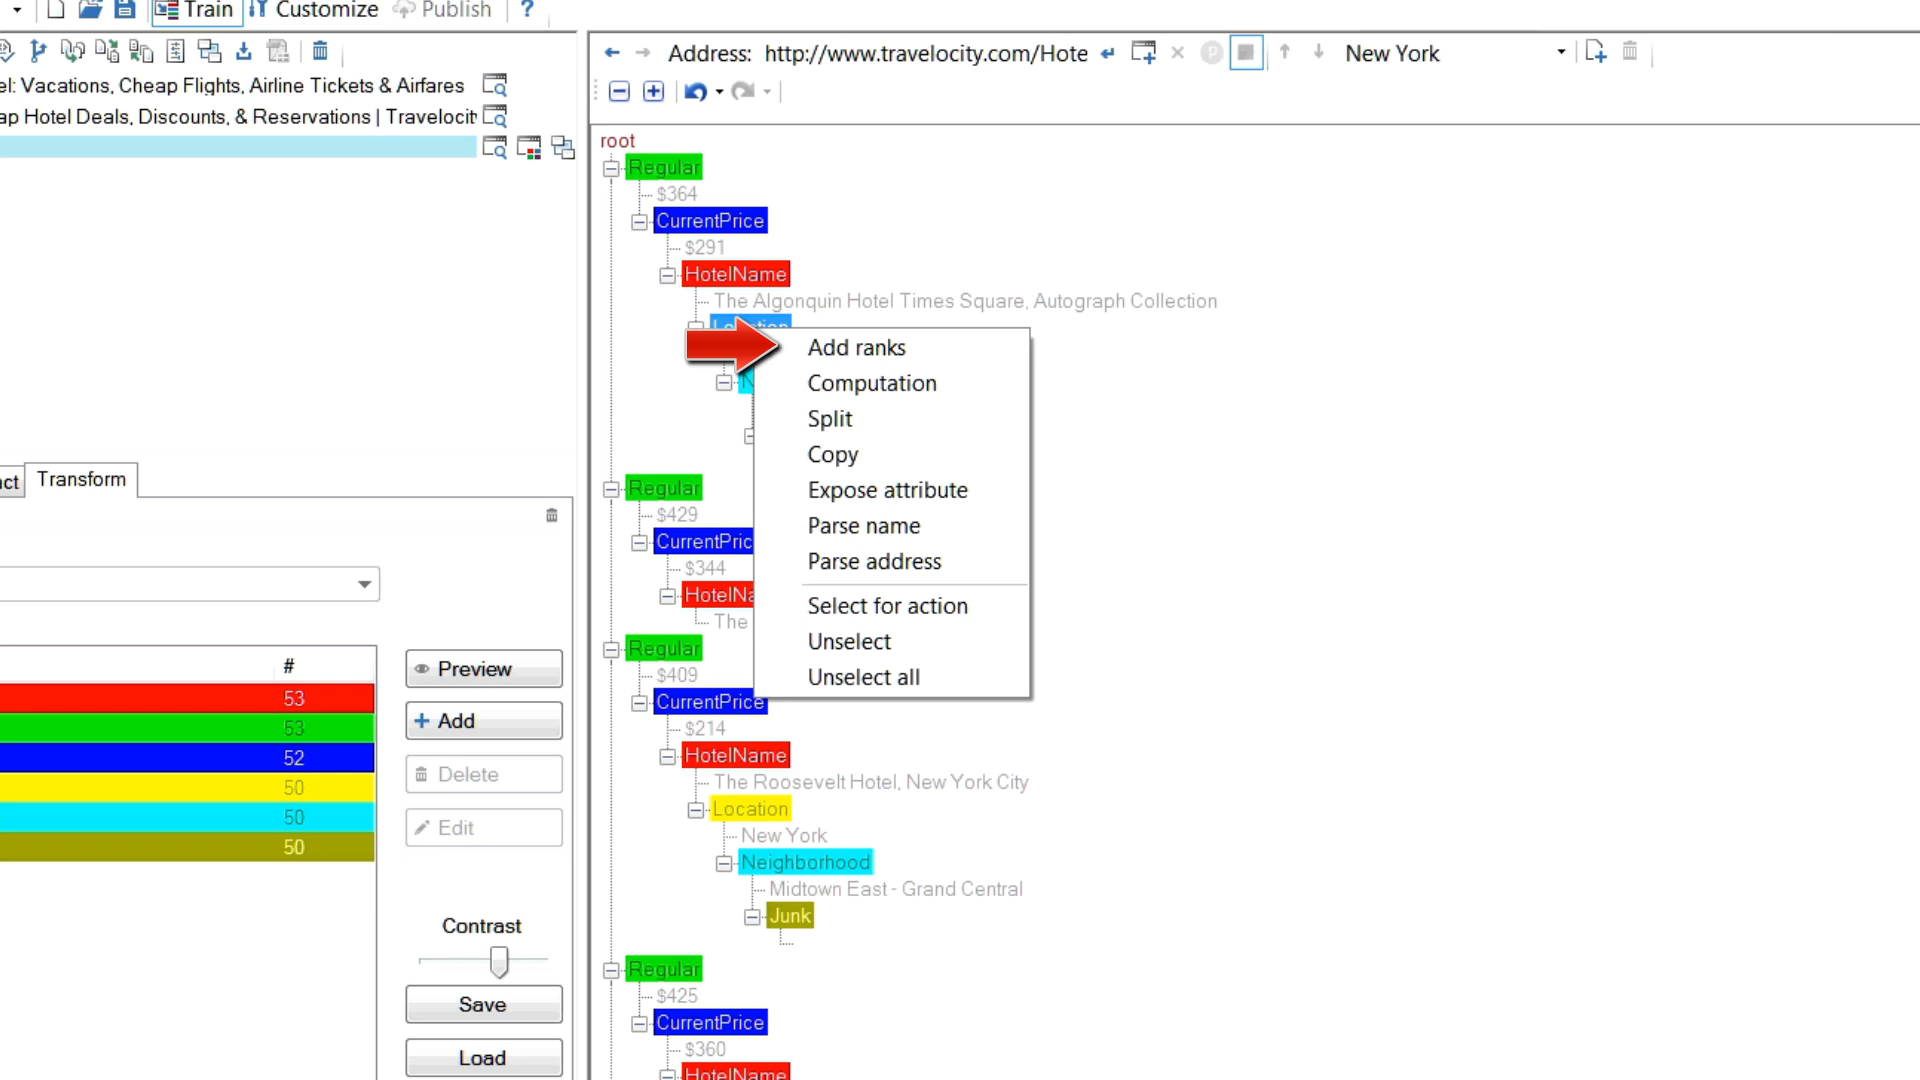 Train Customize Publish ?
Address: http://www.travelocity.com/Hote New York
el: Vacations, Cheap Flights, Airline Tickets & Airfares
ap Hotel Deals, Discounts, & Reservations | Travelocit
root
Regular
$364
CurrentPrice
$291
HotelName
The Algonquin Hotel Times Square, Autograph Collection
Location
Add ranks
Computation
Split
Copy
Expose attribute
Parse name
Parse address
Select for action
Unselect
Unselect all
N
Regular
$429
CurrentPric
$344
HotelNa
The
Regular
$409
CurrentPrice
$214
HotelName
The Roosevelt Hotel, New York City
Location
New York
Neighborhood
Midtown East - Grand Central
Junk
Regular
$425
CurrentPrice
$360
HotelName
act Transform
#
53
53
52
50
50
50
Preview
+ Add
Delete
Edit
Contrast
Save
Load